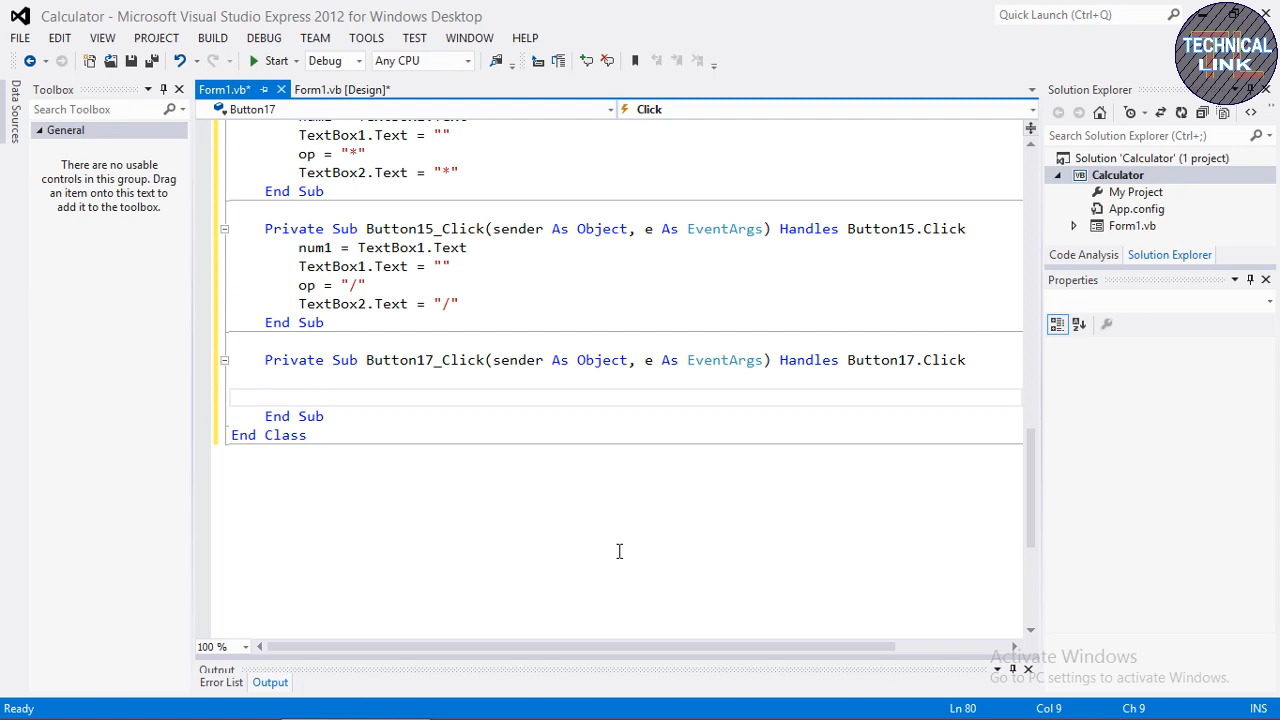 Calculator - Microsoft Visual Studio Express 2012 for Windows Desktop
Quick Launch (Ctrl+Q)
FILE EDIT VIEW PROJECT BUILD DEBUG TEAM TOOLS TEST WINDOW HELP
TECHNICAL
LINK
Start Debug Any CPU
Data Sources
Toolbox
Search Toolbox
General
There are no usable
controls in this group. Drag
an item onto this text to
add it to the toolbox.
Form1.vb* Form1.vb [Design]*
Button17 Click
TextBox1.Text = ""
op = "*"
TextBox2.Text = "*"
End Sub
Private Sub Button15_Click(sender As Object, e As EventArgs) Handles Button15.Click
num1 = TextBox1.Text
TextBox1.Text = ""
op = "/"
TextBox2.Text = "/"
End Sub
Private Sub Button17_Click(sender As Object, e As EventArgs) Handles Button17.Click
End Sub
End Class
100 %
Output
Error List Output
Solution Explorer
Search Solution Explorer (Ctrl+;)
Solution 'Calculator' (1 project)
VB Calculator
My Project
App.config
Form1.vb
Code Analysis Solution Explorer
Properties
Activate Windows
Go to PC settings to activate Windows.
Ready Ln 80 Col 9 Ch 9 INS